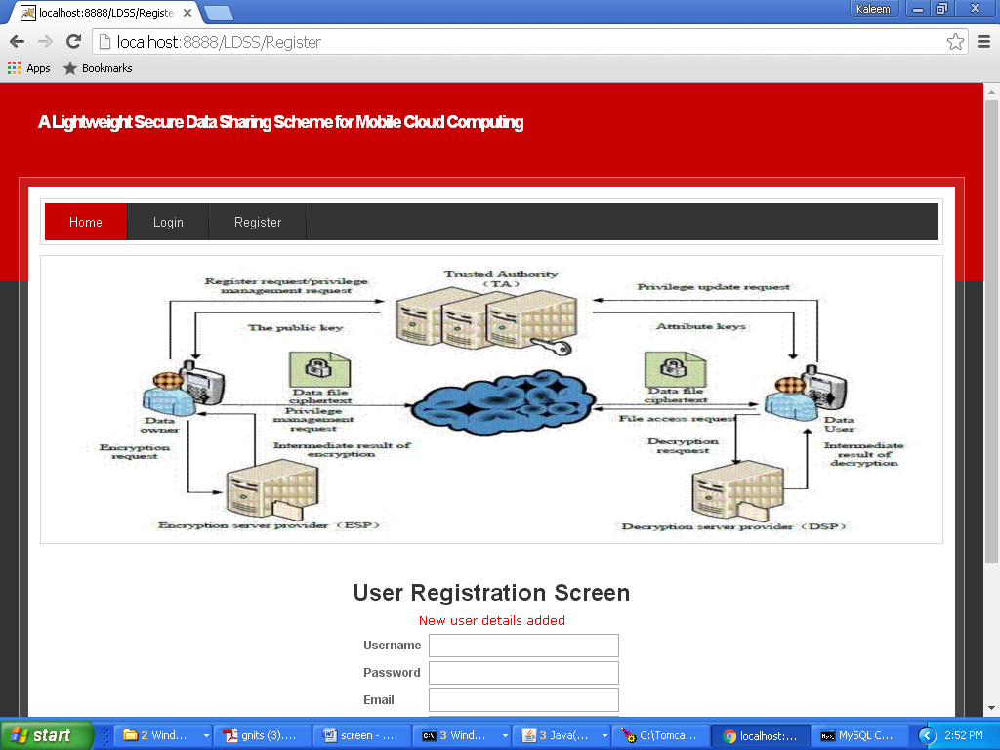 localhost:8888/LDSS/Registe
Kaleem
localhost:8888/LDSS/Register
Apps
Bookmarks
A Lightweight Secure Data Sharing Scheme for Mobile Cloud Computing
Home
Login
Register
Trusted Authority
(TA)
Register request/privilege
management request
Privilege update request
The public key
Attribute keys
Data file
ciphertext
Privilege
management
request
Data file
ciphertext
File access request
Data
owner
Data
User
Encryption
request
Intermediate result of
encryption
Decryption
resquest
Intermediate
result of
decryption
Encryption server provider (ESP)
Decryption server provider (DSP)
User Registration Screen
New user details added
Username
Password
Email
start
2 Wind...
gnits (3)....
screen - ...
3 Wind...
3 Java(...
C:\Tomca...
localhost:...
MySQL C...
2:52 PM